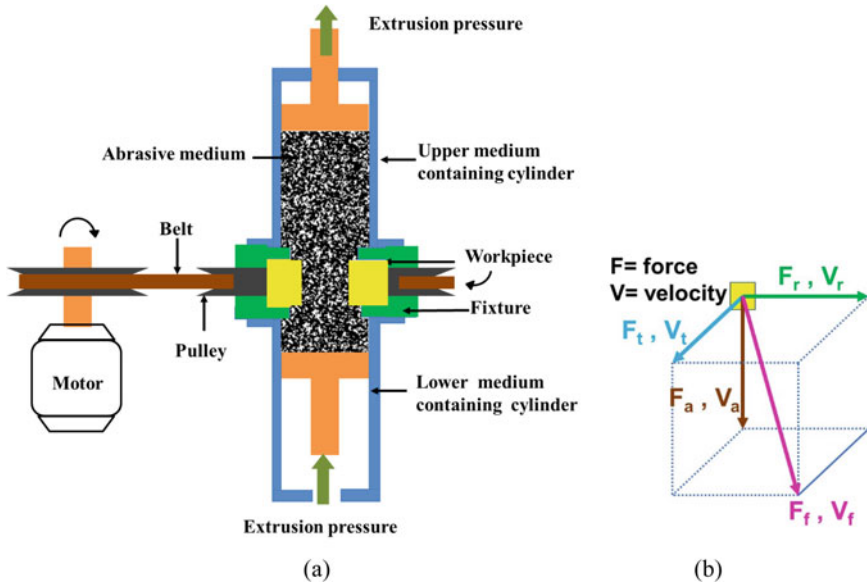 Extrusion pressure
Abrasive medium
Upper medium
containing cylinder
Belt
Workpiece
Fixture
Pulley
Motor
Lower medium
containing cylinder
Extrusion pressure
(a)
F= force
V= velocity
Fr , Vr
Ft , Vt
Fa , Va
Ff , Vf
(b)